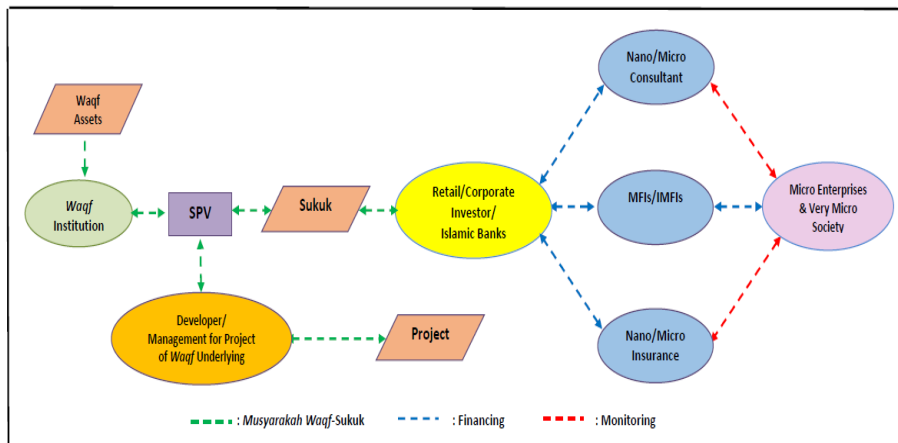 Waqf
Assets
Waqf
Institution
SPV
Sukuk
Developer/
Management for Project
of Waqf Underlying
Project
Retail/Corporate
Investor/
Islamic Banks
Nano/Micro
Consultant
MFIs/IMFIs
Nano/Micro
Insurance
Micro Enterprises
& Very Micro
Society
: Musyarakah Waqf-Sukuk
: Financing
: Monitoring